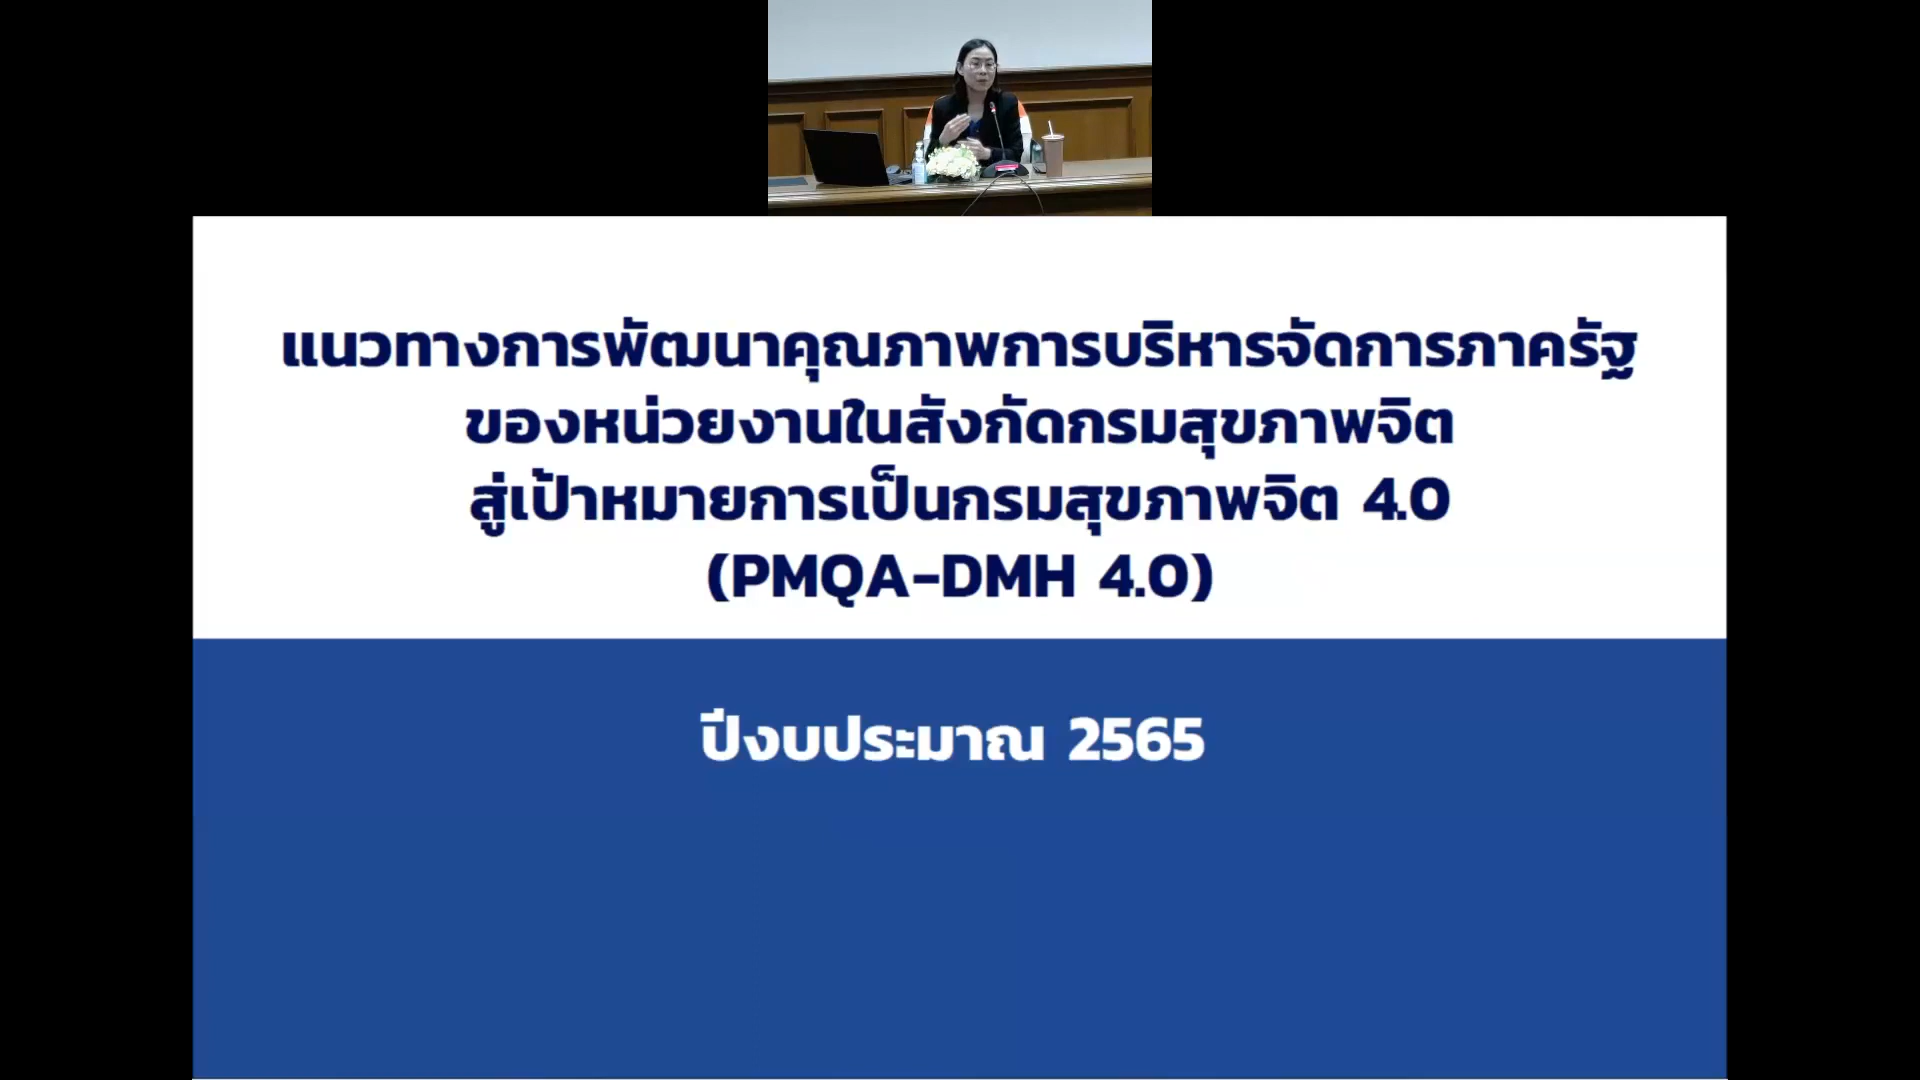 แนวทางการพัฒนาคุณภาพการบริหารจัดการภาครัฐ
ของหน่วยงานในสังกัดกรมสุขภาพจิต
สู่เป้าหมายการเป็นกรมสุขภาพจิต 4.0
(PMQA-DMH 4.0)
ปีงบประมาณ 2565